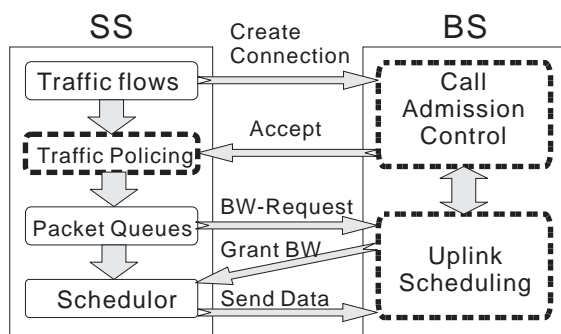 SS
BS
Create
Connection
Traffic flows
Call
Admission
Control
Accept
Traffic Policing
BW-Request
Packet Queues
Grant BW
Uplink
Scheduling
Schedulor
Send Data